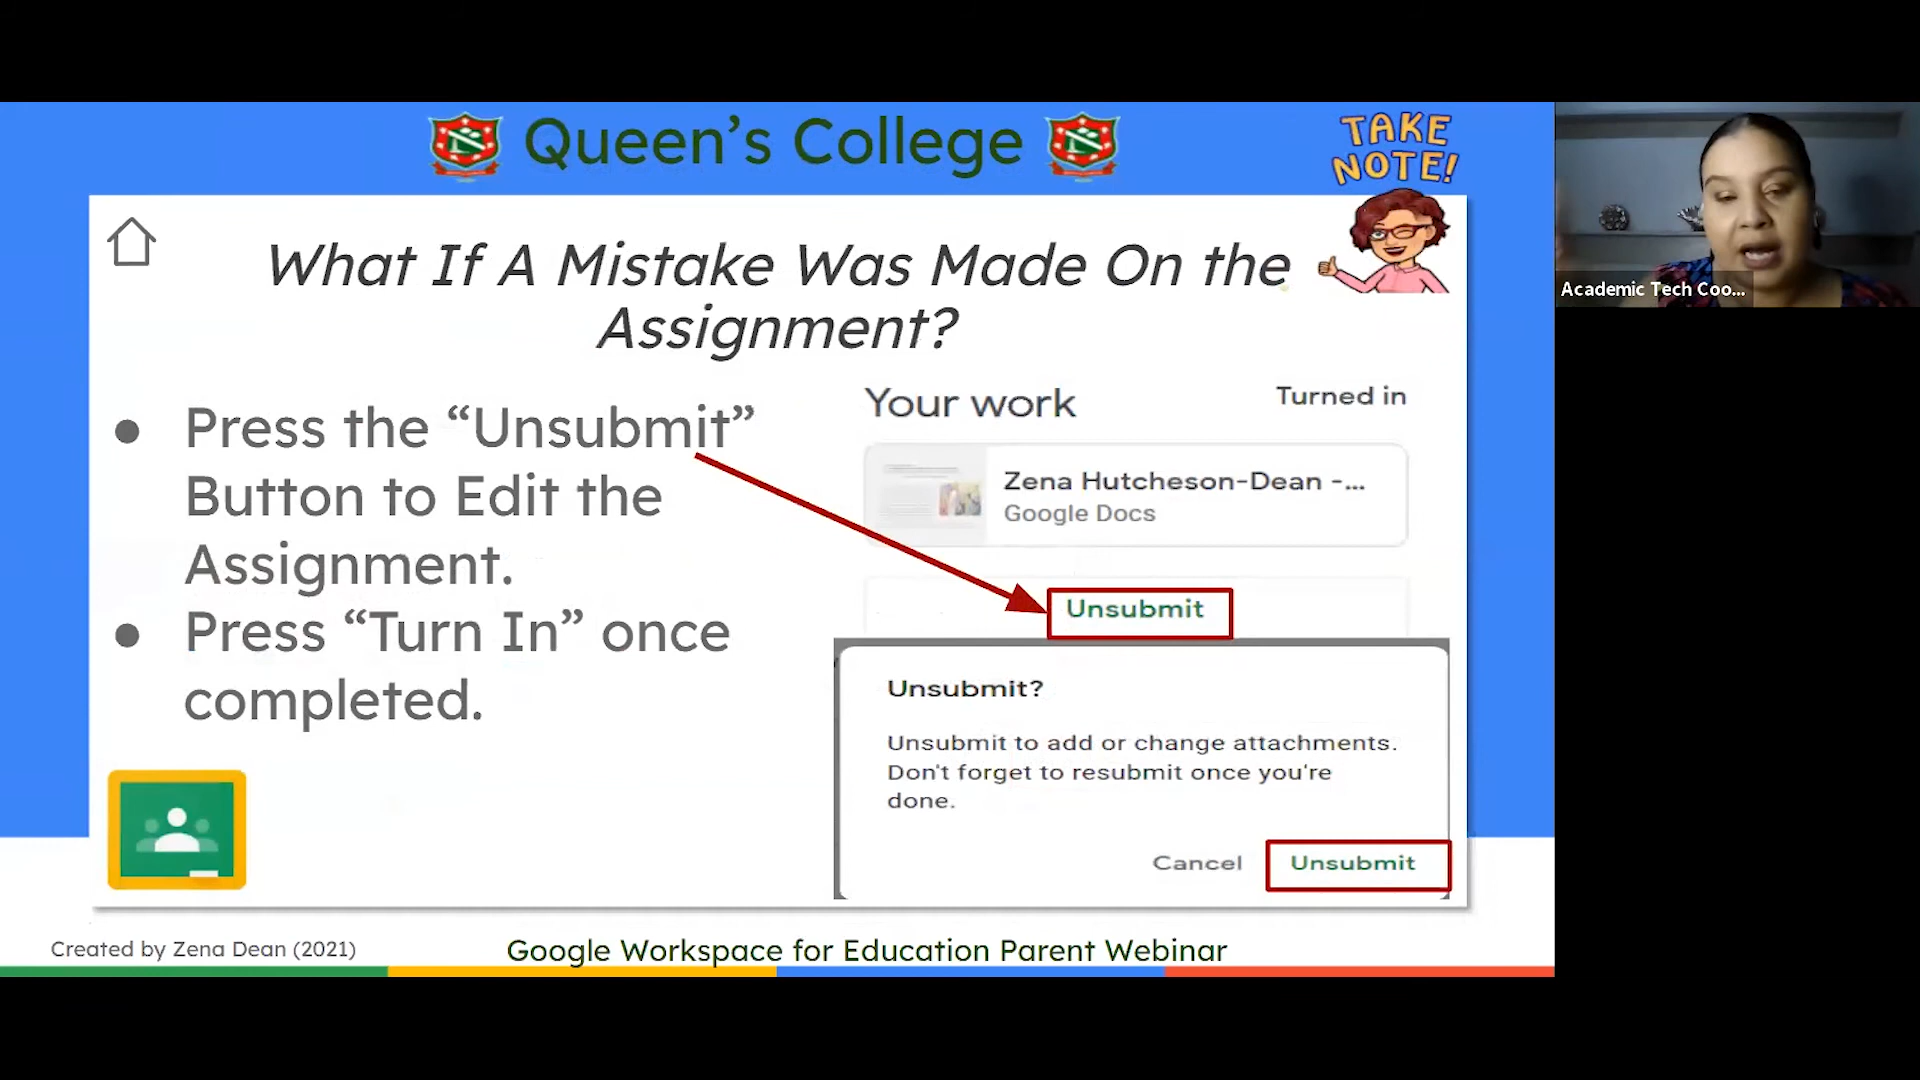 Queen's College
TAKE
NOTE!
What If A Mistake Was Made On the
Assignment?
● Press the “Unsubmit”
Button to Edit the
Assignment.
● Press “Turn In” once
completed.
Your work
Turned in
Zena Hutcheson-Dean -...
Google Docs
Unsubmit
Unsubmit?
Unsubmit to add or change attachments.
Don't forget to resubmit once you're
done.
Cancel
Unsubmit
Created by Zena Dean (2021)
Google Workspace for Education Parent Webinar
Academic Tech Coo...